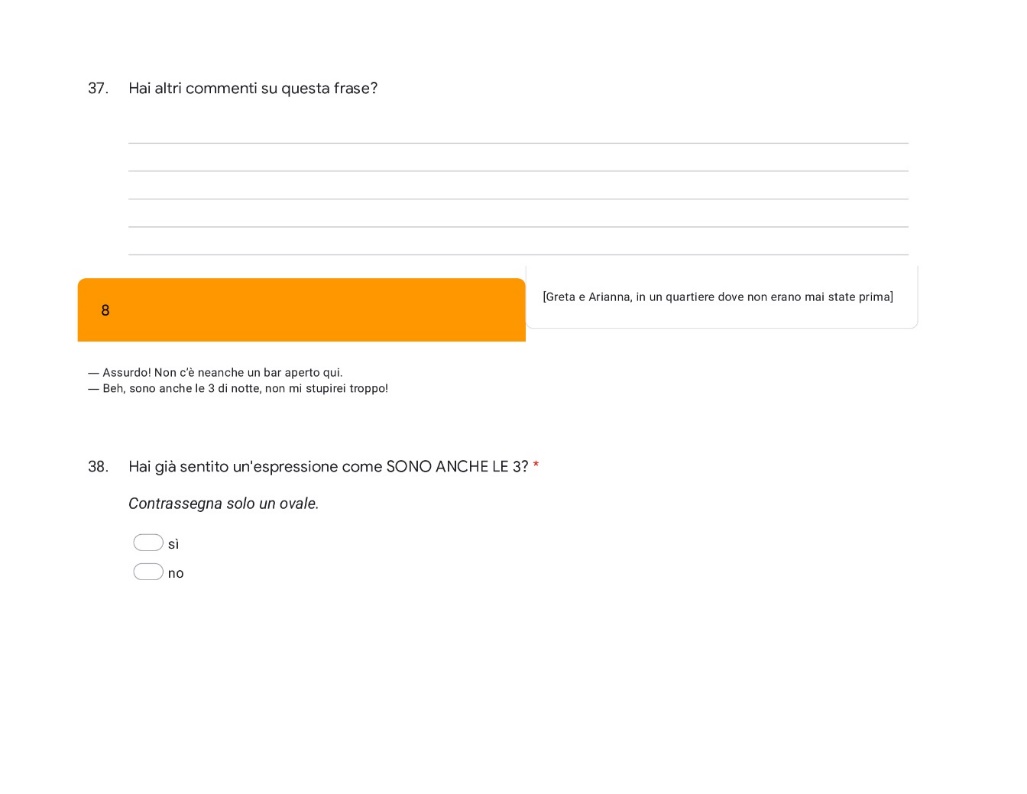 37. Hai altri commenti su questa frase?
8
[Greta e Arianna, in un quartiere dove non erano mai state prima]
— Assurdo! Non c'è neanche un bar aperto qui.
— Beh, sono anche le 3 di notte, non mi stupirei troppo!
38. Hai già sentito un'espressione come SONO ANCHE LE 3? *
Contrassegna solo un ovale.
sì
no